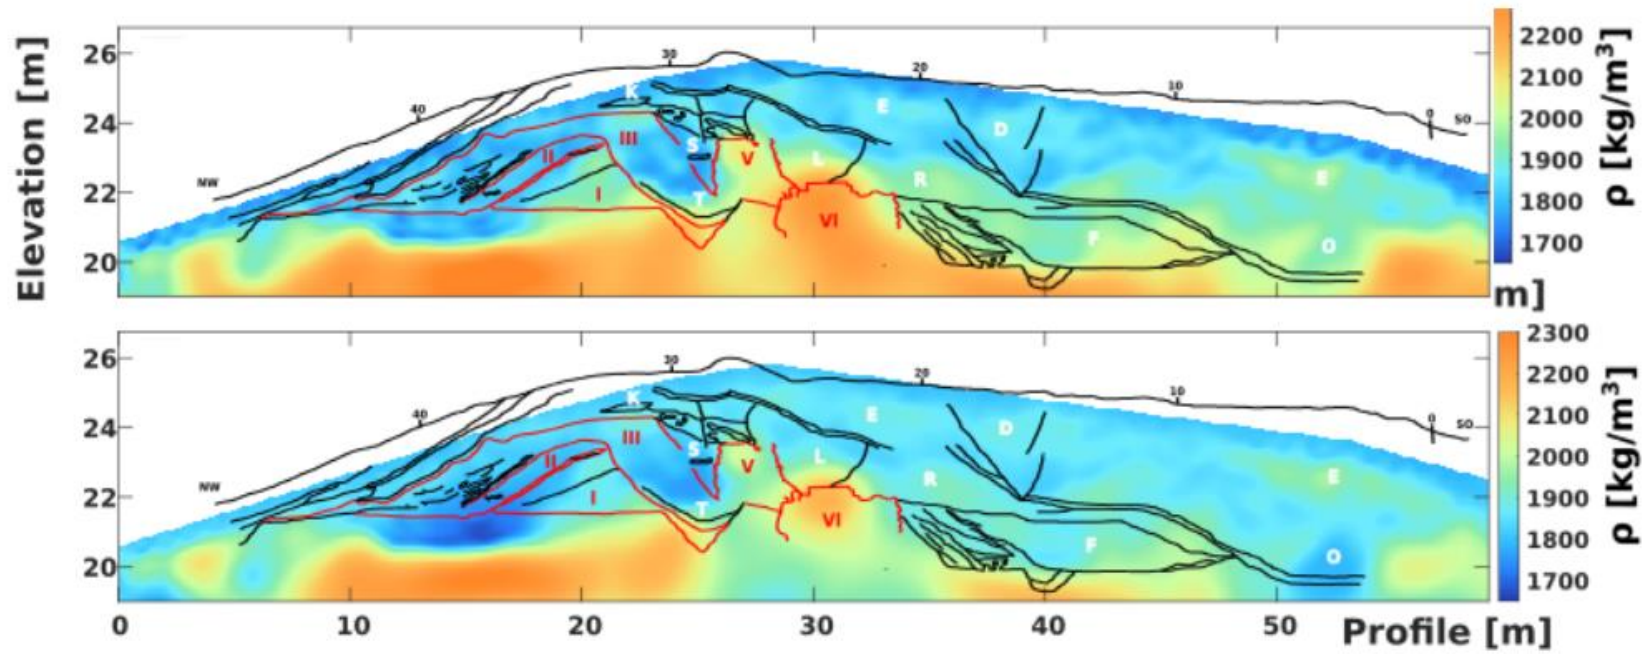 Elevation [m]
26
24
22
20
NW
40
30
20
10
0
SO
K
III
II
I
S
V
T
L
VI
E
D
R
F
E
O
2200
2100
2000
1900
1800
1700
ρ [kg/m³]
m]
26
24
22
20
NW
40
30
20
10
0
SO
K
III
II
I
S
V
T
L
VI
E
D
R
F
E
O
2300
2200
2100
2000
1900
1800
1700
ρ [kg/m³]
0 10 20 30 40 50 Profile [m]